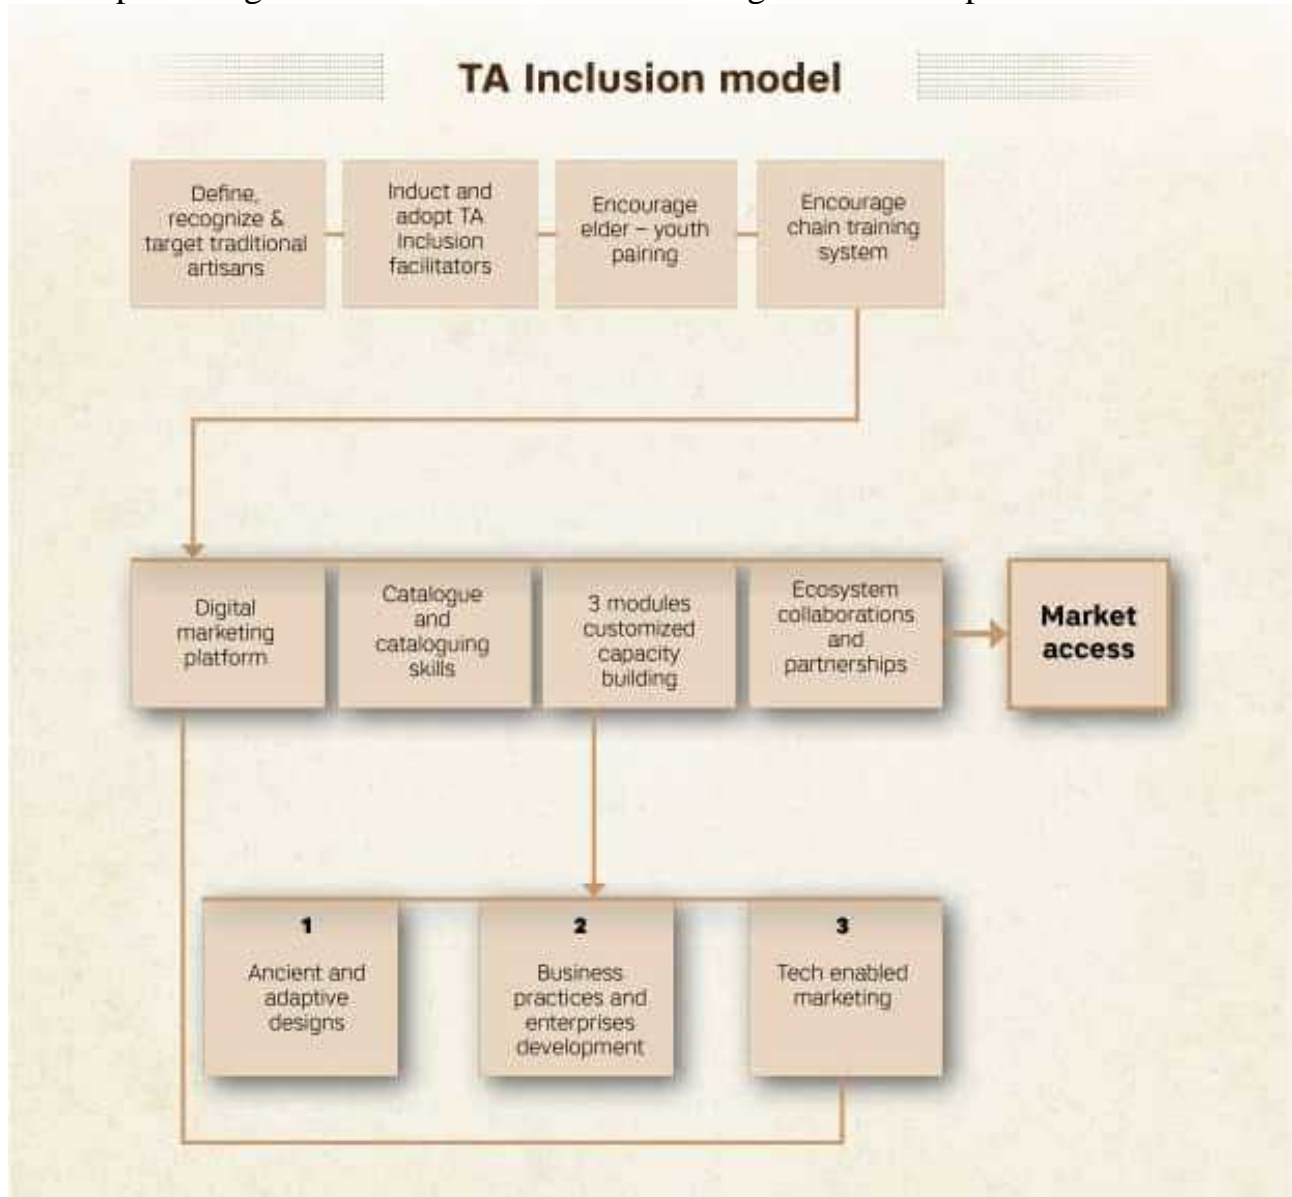 TA Inclusion model
Define,
recognize &
target traditional
artisans
Induct and
adopt TA
Inclusion
facilitators
Encourage
elder – youth
pairing
Encourage
chain training
system
Digital
marketing
platform
Catalogue
and
cataloguing
skills
3 modules
customized
capacity
building
Ecosystem
collaborations
and
partnerships
Market
access
1
Ancient and
adaptive
designs
2
Business
practices and
enterprises
development
3
Tech enabled
marketing